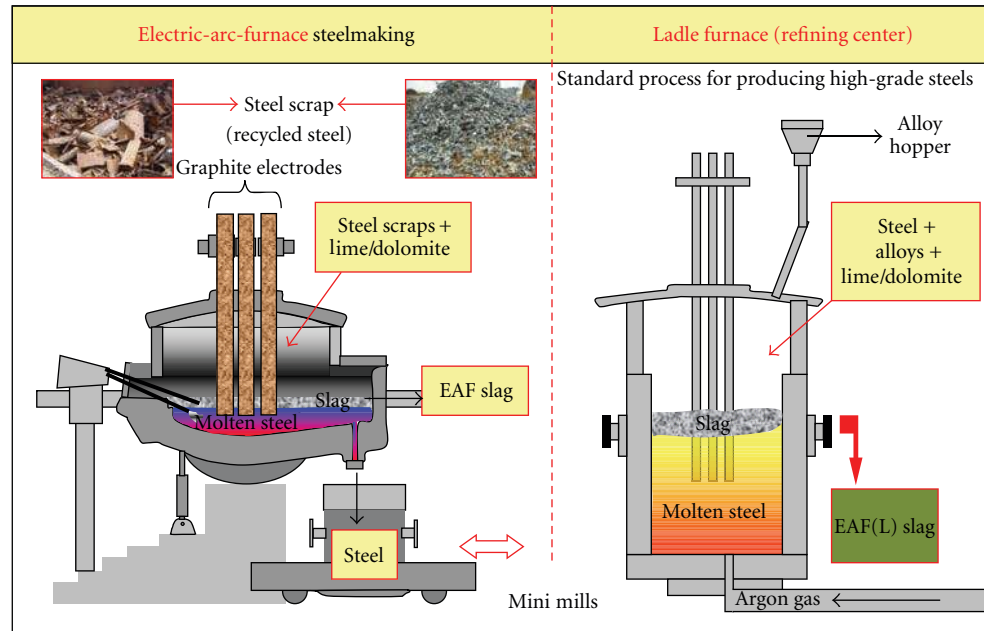 Electric-arc-furnace steelmaking
Ladle furnace (refining center)
Standard process for producing high-grade steels
Steel scrap
(recycled steel)
Graphite electrodes
Steel scraps +
lime/dolomite
Slag
EAF slag
Molten steel
Steel
Mini mills
Alloy
hopper
Steel +
alloys +
lime/dolomite
Slag
Molten steel
EAF(L) slag
Argon gas